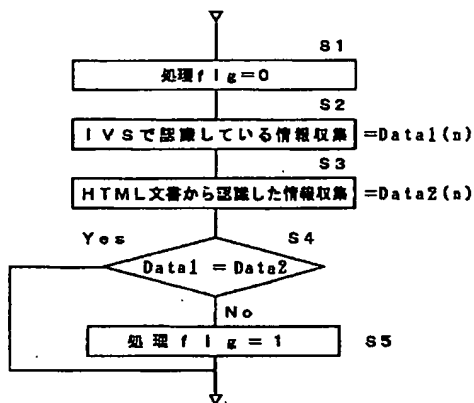 S1
処理flg=0
S2
IVSで認識している情報収集 =Data1(n)
S3
HTML文書から認識した情報収集 =Data2(n)
Yes S4
Data1 = Data2
No
処理flg=1 S5